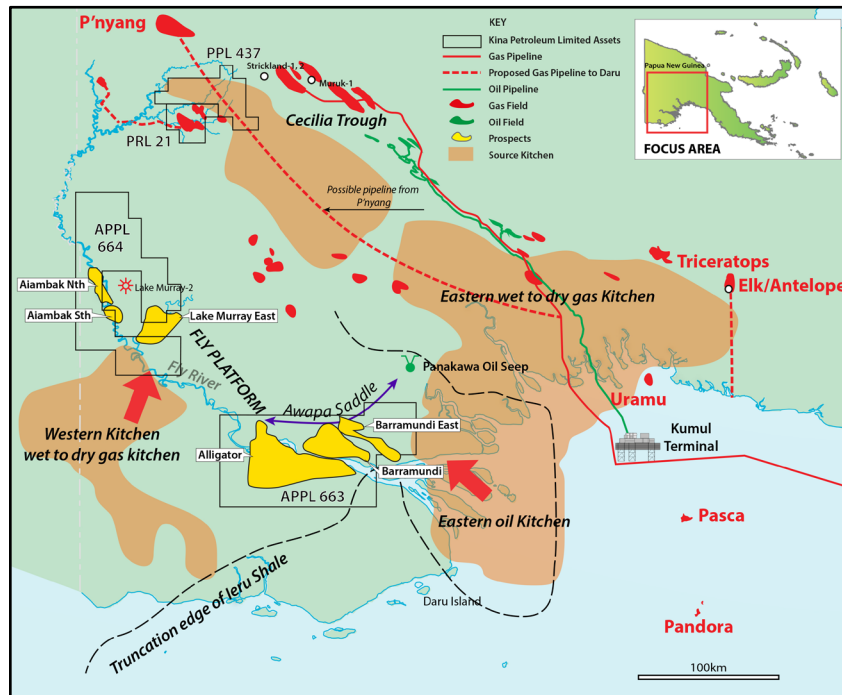 P'nyang
PPL 437
Strickland-1, 2
Muruk-1
Cecilia Trough
PRL 21
KEY
Kina Petroleum Limited Assets
Gas Pipeline
Proposed Gas Pipeline to Daru
Oil Pipeline
Gas Field
Oil Field
Prospects
Source Kitchen
Papua New Guinea
FOCUS AREA
Possible pipeline from
P'nyang
APPL
664
Aiambak Nth
Lake Murray-2
Aiambak Sth
Lake Murray East
Triceratops
Elk/Antelope
Eastern wet to dry gas Kitchen
FLY PLATFORM
Fly River
Panakawa Oil Seep
Awapa Saddle
Uramu
Western Kitchen
wet to dry gas kitchen
Barramundi East
Kumul
Terminal
Alligator
Barramundi
APPL 663
Eastern oil Kitchen
Pasca
Truncation edge of Ieru Shale
Daru Island
Pandora
100km